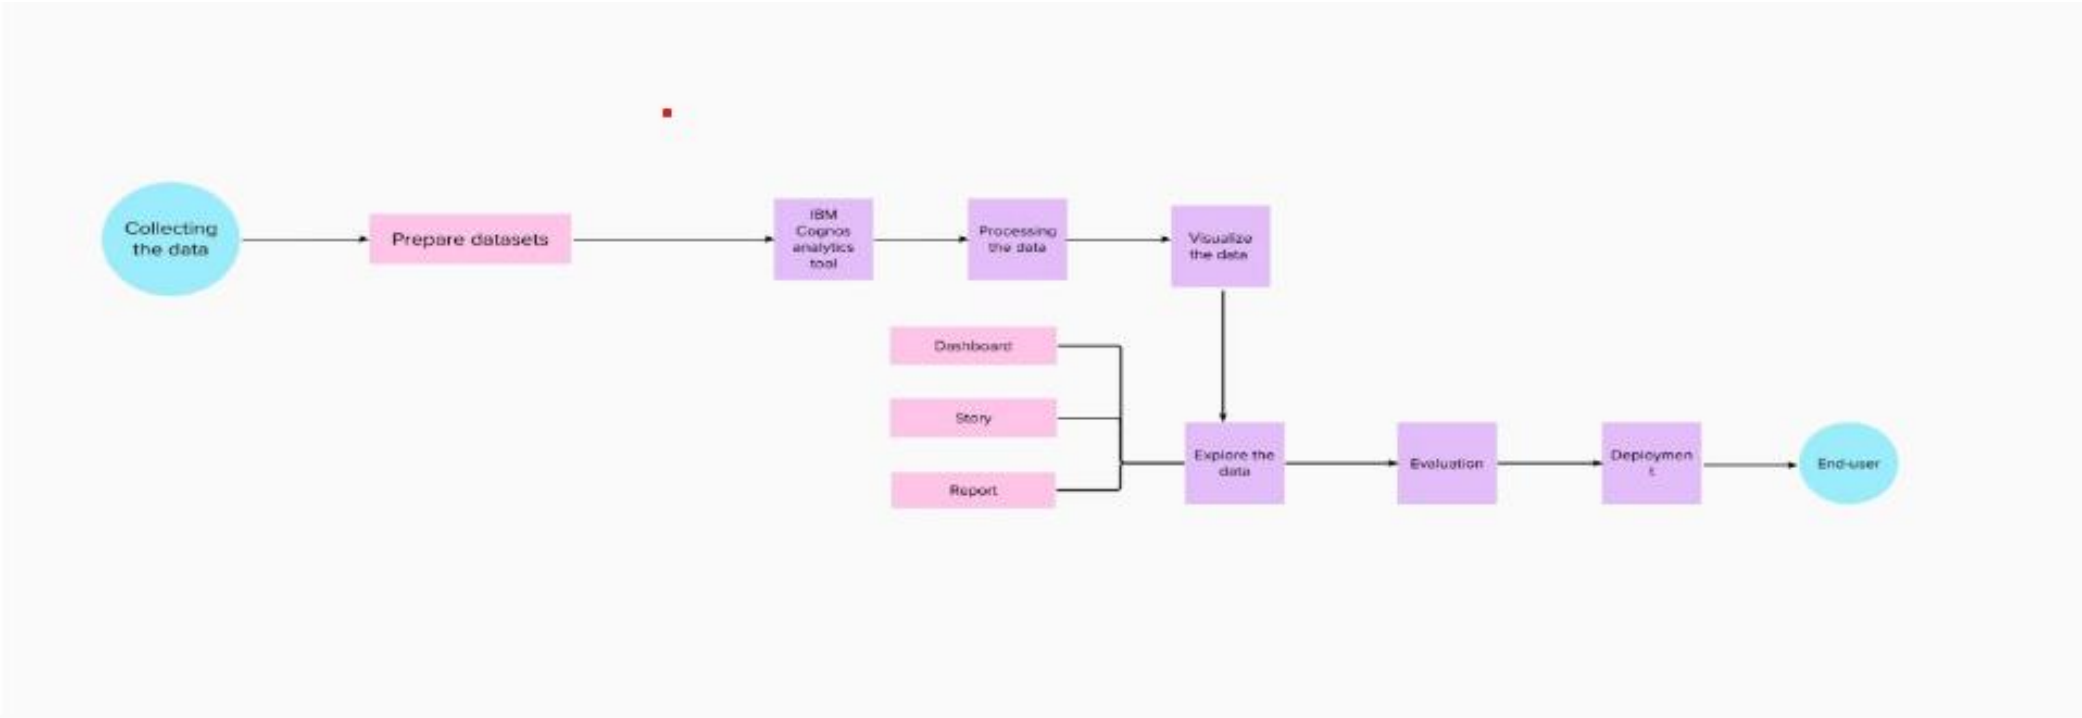 Collecting
the data
Prepare datasets
IBM
Cognos
analytics
tool
Processing
the data
Visualize
the data
Dashboard
Story
Report
Explore the
data
Evaluation
Deploymen
t
End-user